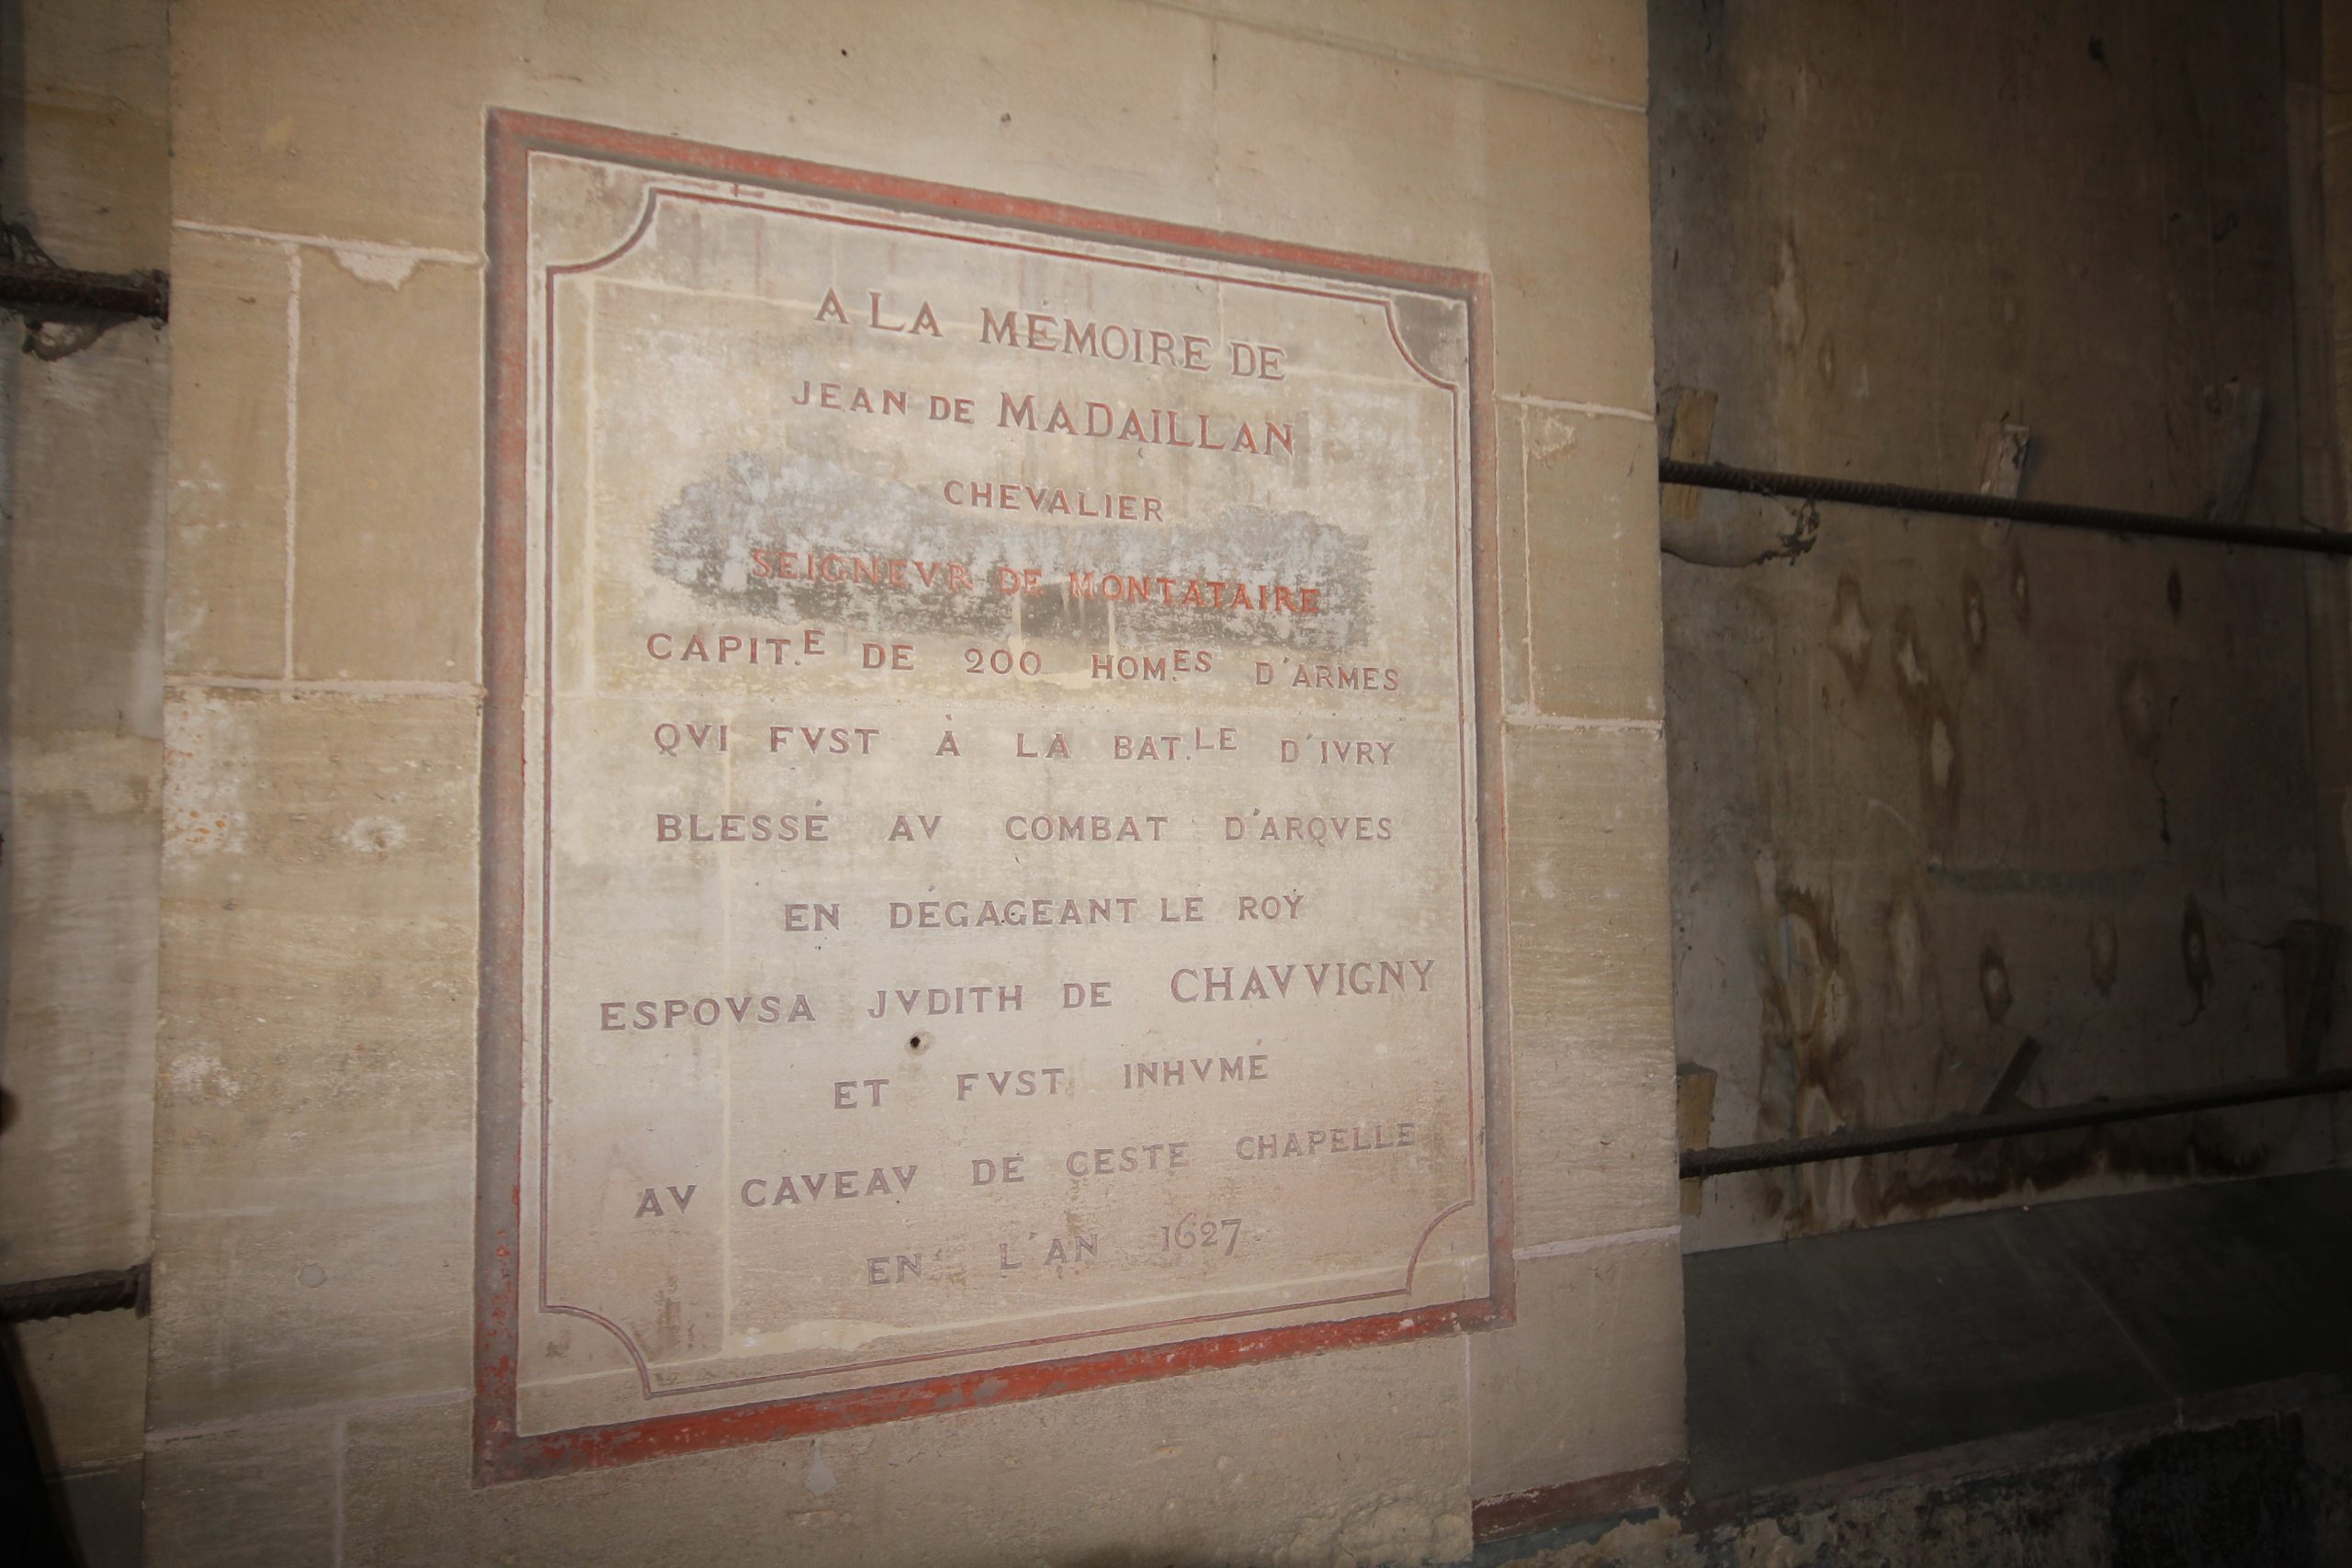 A LA MÉMOIRE DE
JEAN DE MADAILLAN
CHEVALIER
SEIGNEVR DE MONTATAIRE
CAPIT.E DE 200 HOM.ES D'ARMES
QVI FVST À LA BAT.LE D'IVRY
BLESSÉ AV COMBAT D'ARQVES
EN DÉGAGEANT LE ROY
ESPOVSA JVDITH DE CHAVVIGNY
ET FVST INHVMÉ
AV CAVEAV DE CESTE CHAPELLE
EN L'AN 1627